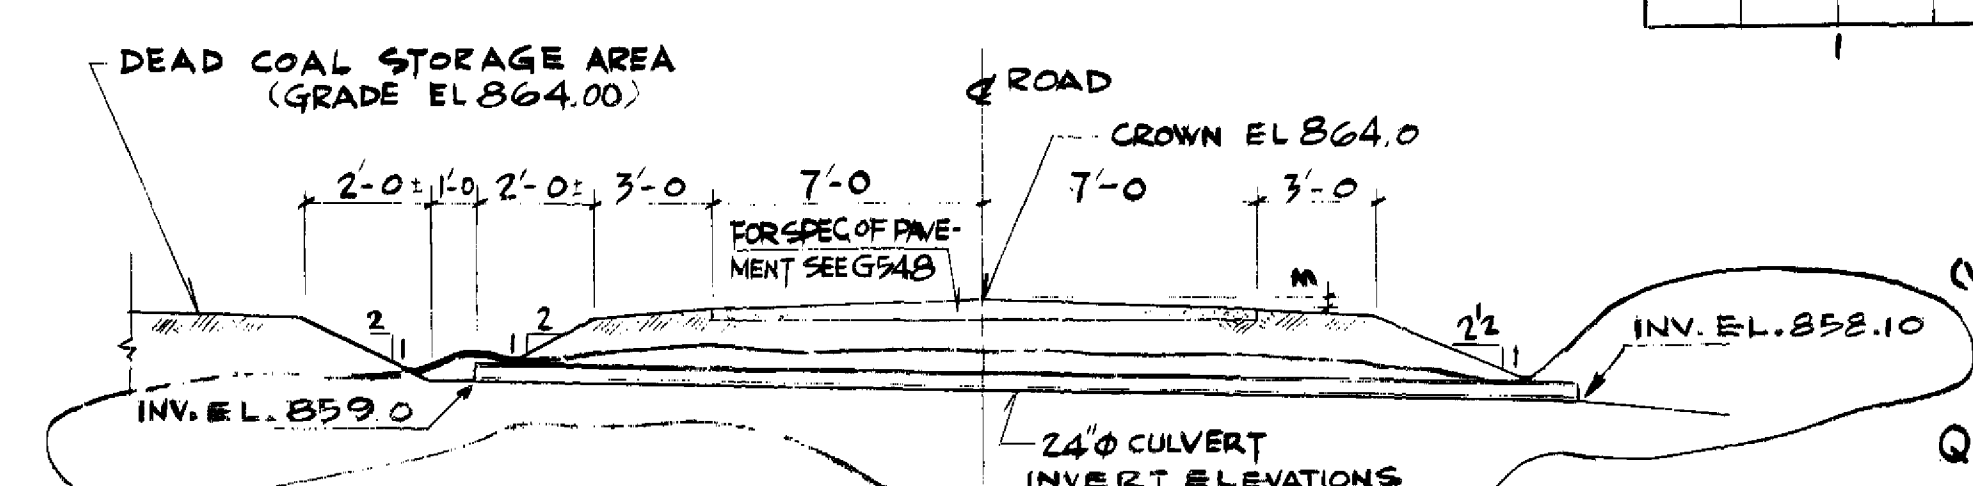 DEAD COAL STORAGE AREA
(GRADE EL 864.00)
℄ ROAD
CROWN EL 864.0
2'-0± 1'-0 2'-0± 3'-0 7'-0 7'-0 3'-0
FOR SPEC. OF PAVE-
MENT SEE G548
2 1 1 2
2½ 1
INV. EL. 858.10
INV. EL. 859.0
24"Φ CULVERT
INVERT ELEVATIONS
1
Q